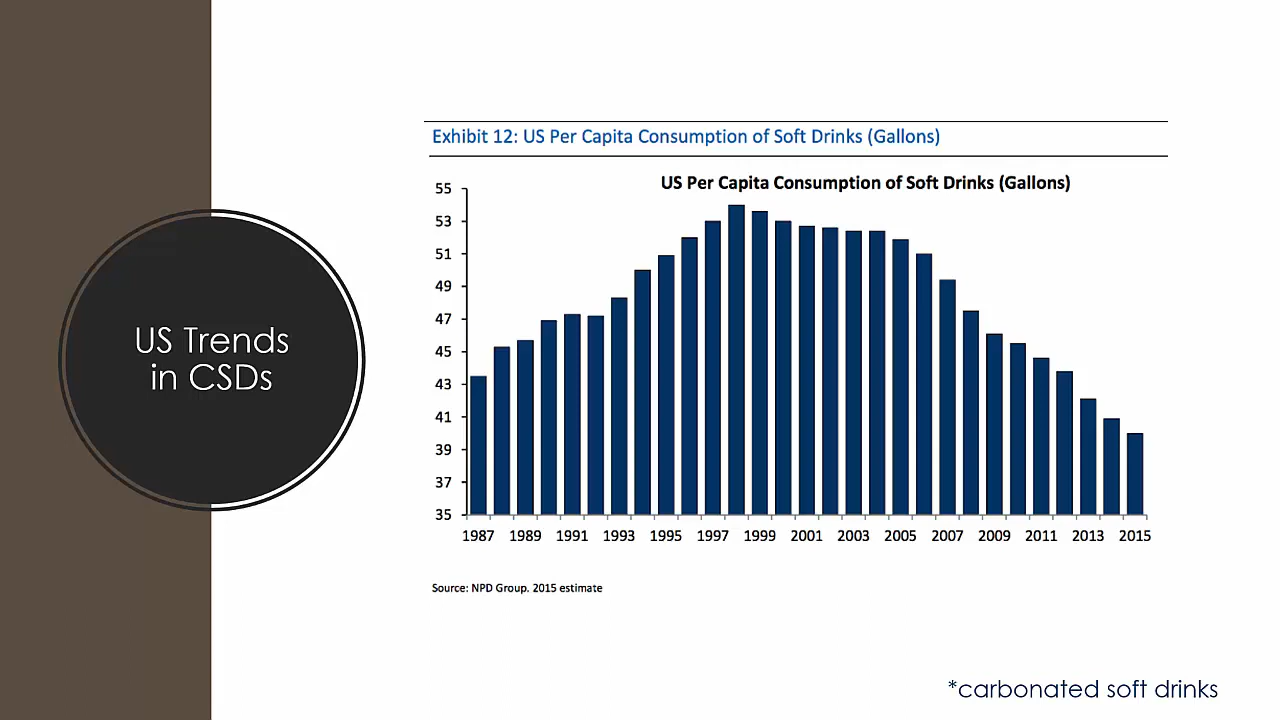 US Trends
in CSDs
Exhibit 12: US Per Capita Consumption of Soft Drinks (Gallons)
US Per Capita Consumption of Soft Drinks (Gallons)
55
53
51
49
47
45
43
41
39
37
35
1987 1989 1991 1993 1995 1997 1999 2001 2003 2005 2007 2009 2011 2013 2015
Source: NPD Group. 2015 estimate
*carbonated soft drinks